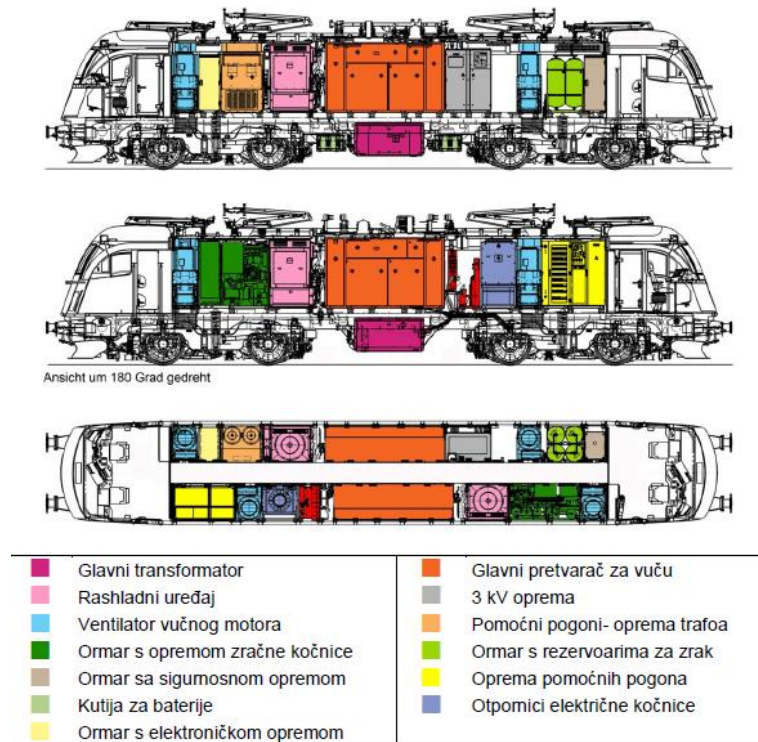 Ansicht um 180 Grad gedreht
Glavni transformator
Rashladni uređaj
Ventilator vučnog motora
Ormar s opremom zračne kočnice
Ormar sa sigurnosnom opremom
Kutija za baterije
Ormar s elektroničkom opremom
Glavni pretvarač za vuču
3 kV oprema
Pomoćni pogoni- oprema trafoa
Ormar s rezervoarima za zrak
Oprema pomoćnih pogona
Otpornici električne kočnice